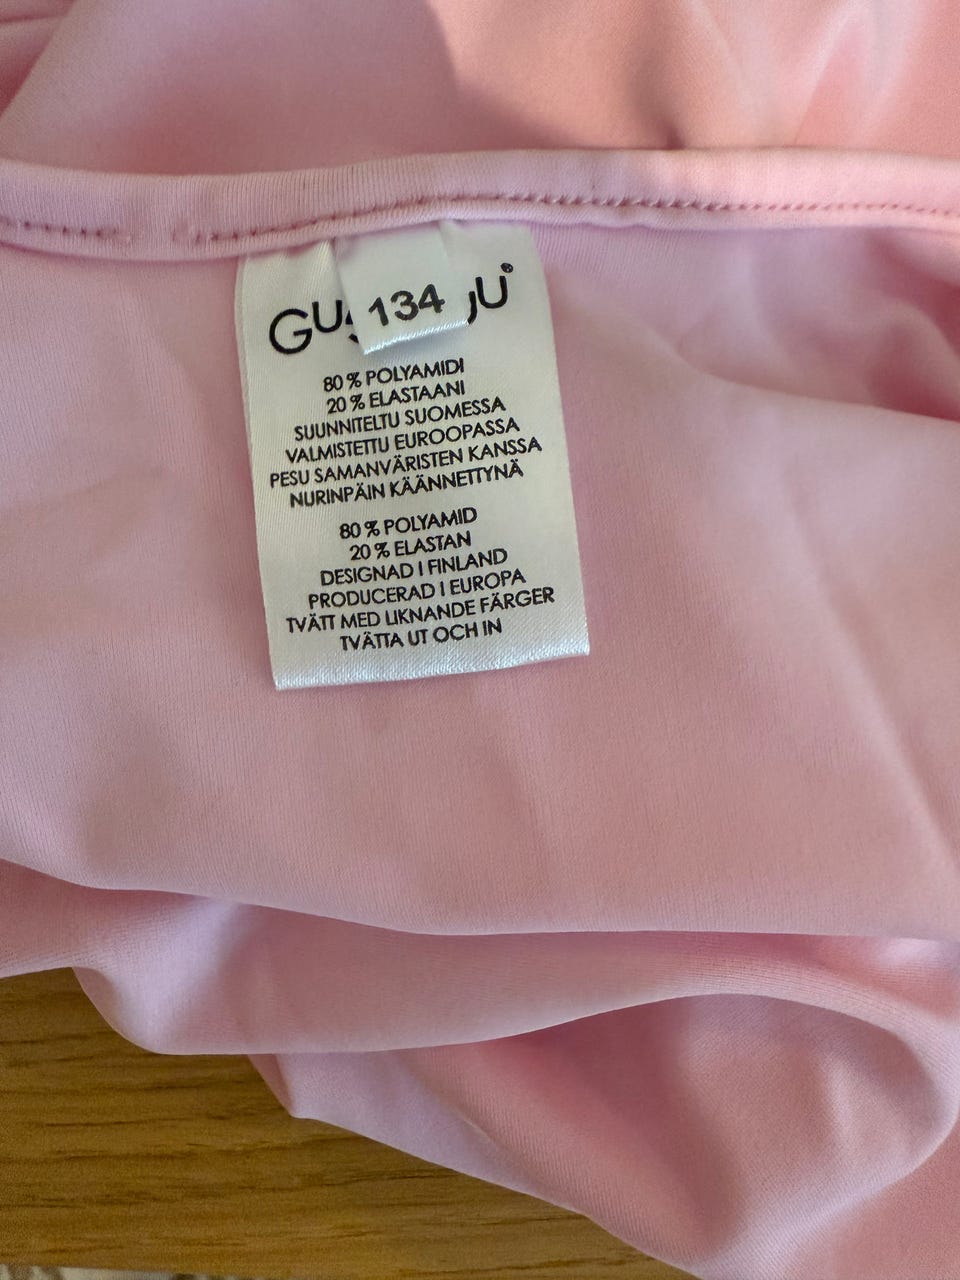 134
80 % POLYAMIDI
20 % ELASTAANI
SUUNNITELTU SUOMESSA
VALMISTETTU EUROOPASSA
PESU SAMANVÄRISTEN KANSSA
NURINPÄIN KÄÄNNETTYNÄ
80 % POLYAMID
20 % ELASTAN
DESIGNAD I FINLAND
PRODUCERAD I EUROPA
TVÄTT MED LIKNANDE FÄRGER
TVÄTTA UT OCH IN